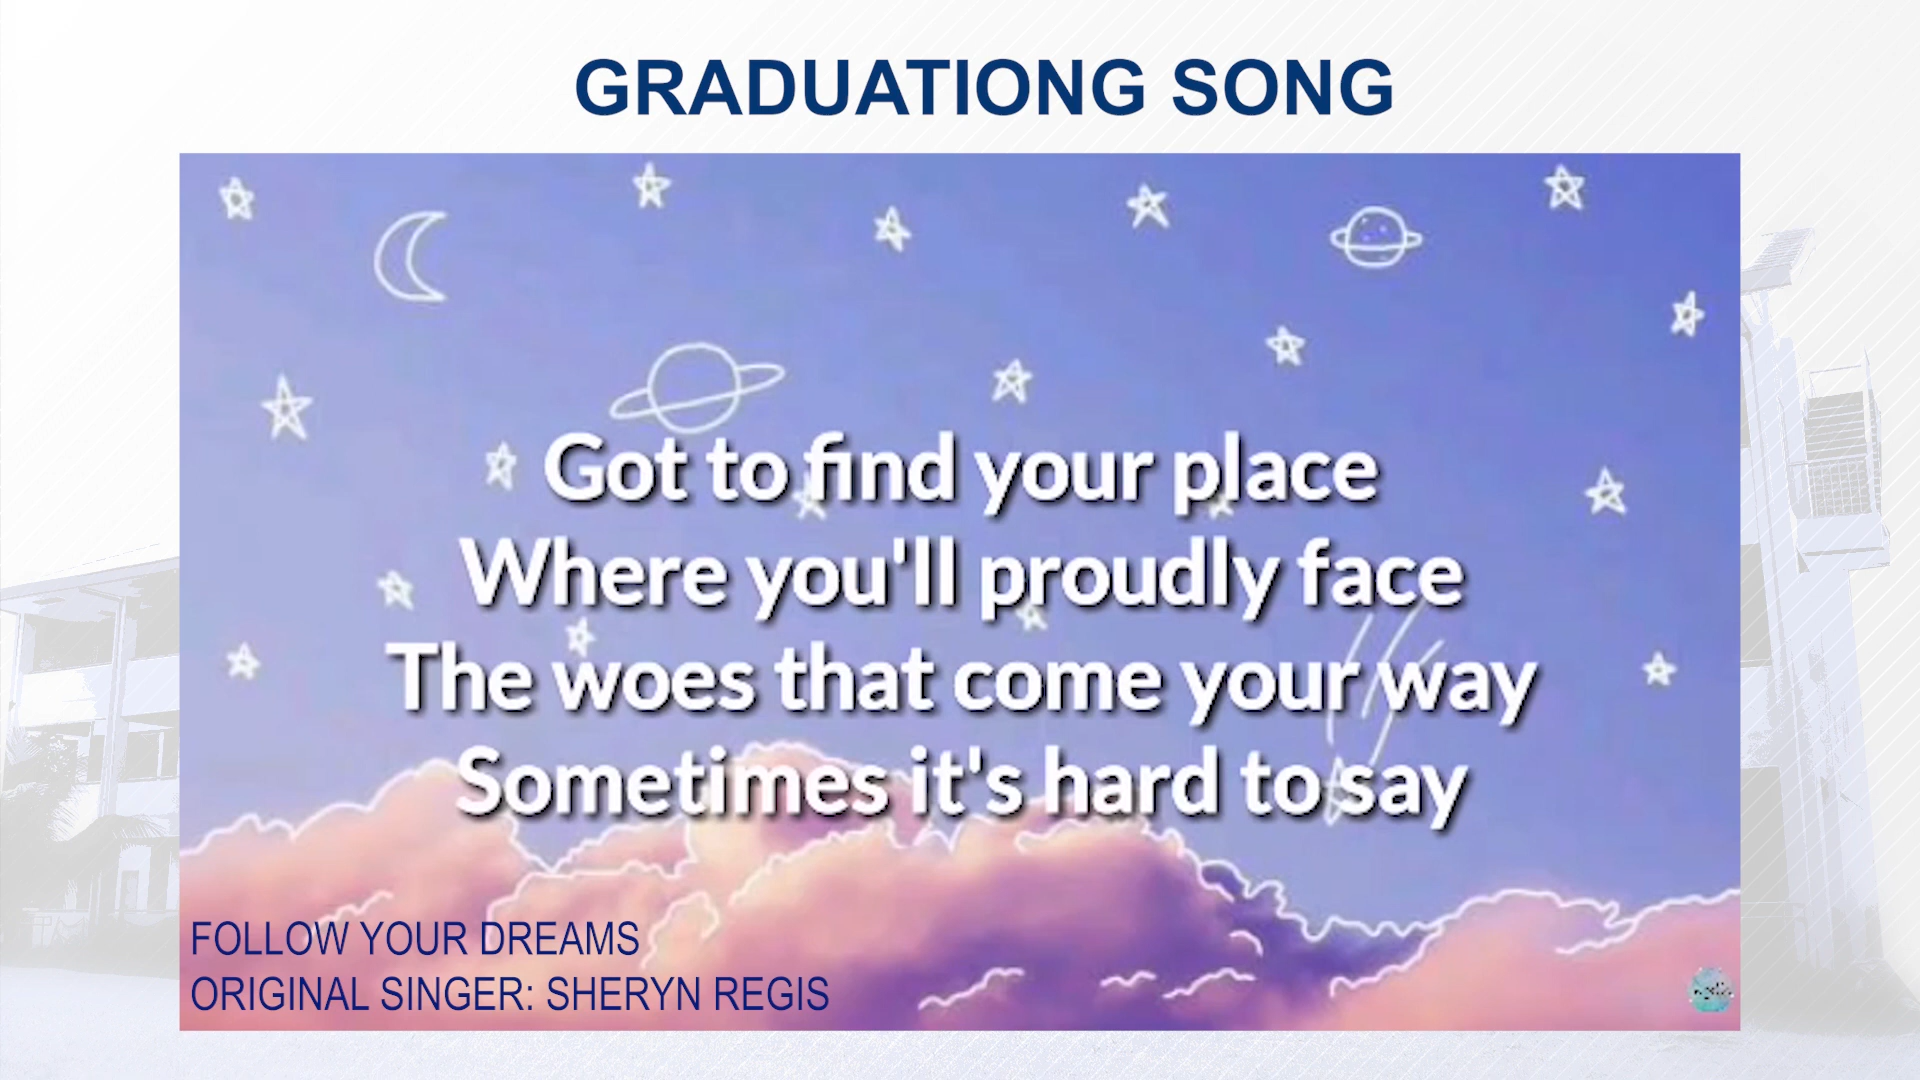 GRADUATIONG SONG
Got to find your place
Where you'll proudly face
The woes that come your way
Sometimes it's hard to say
FOLLOW YOUR DREAMS
ORIGINAL SINGER: SHERYN REGIS